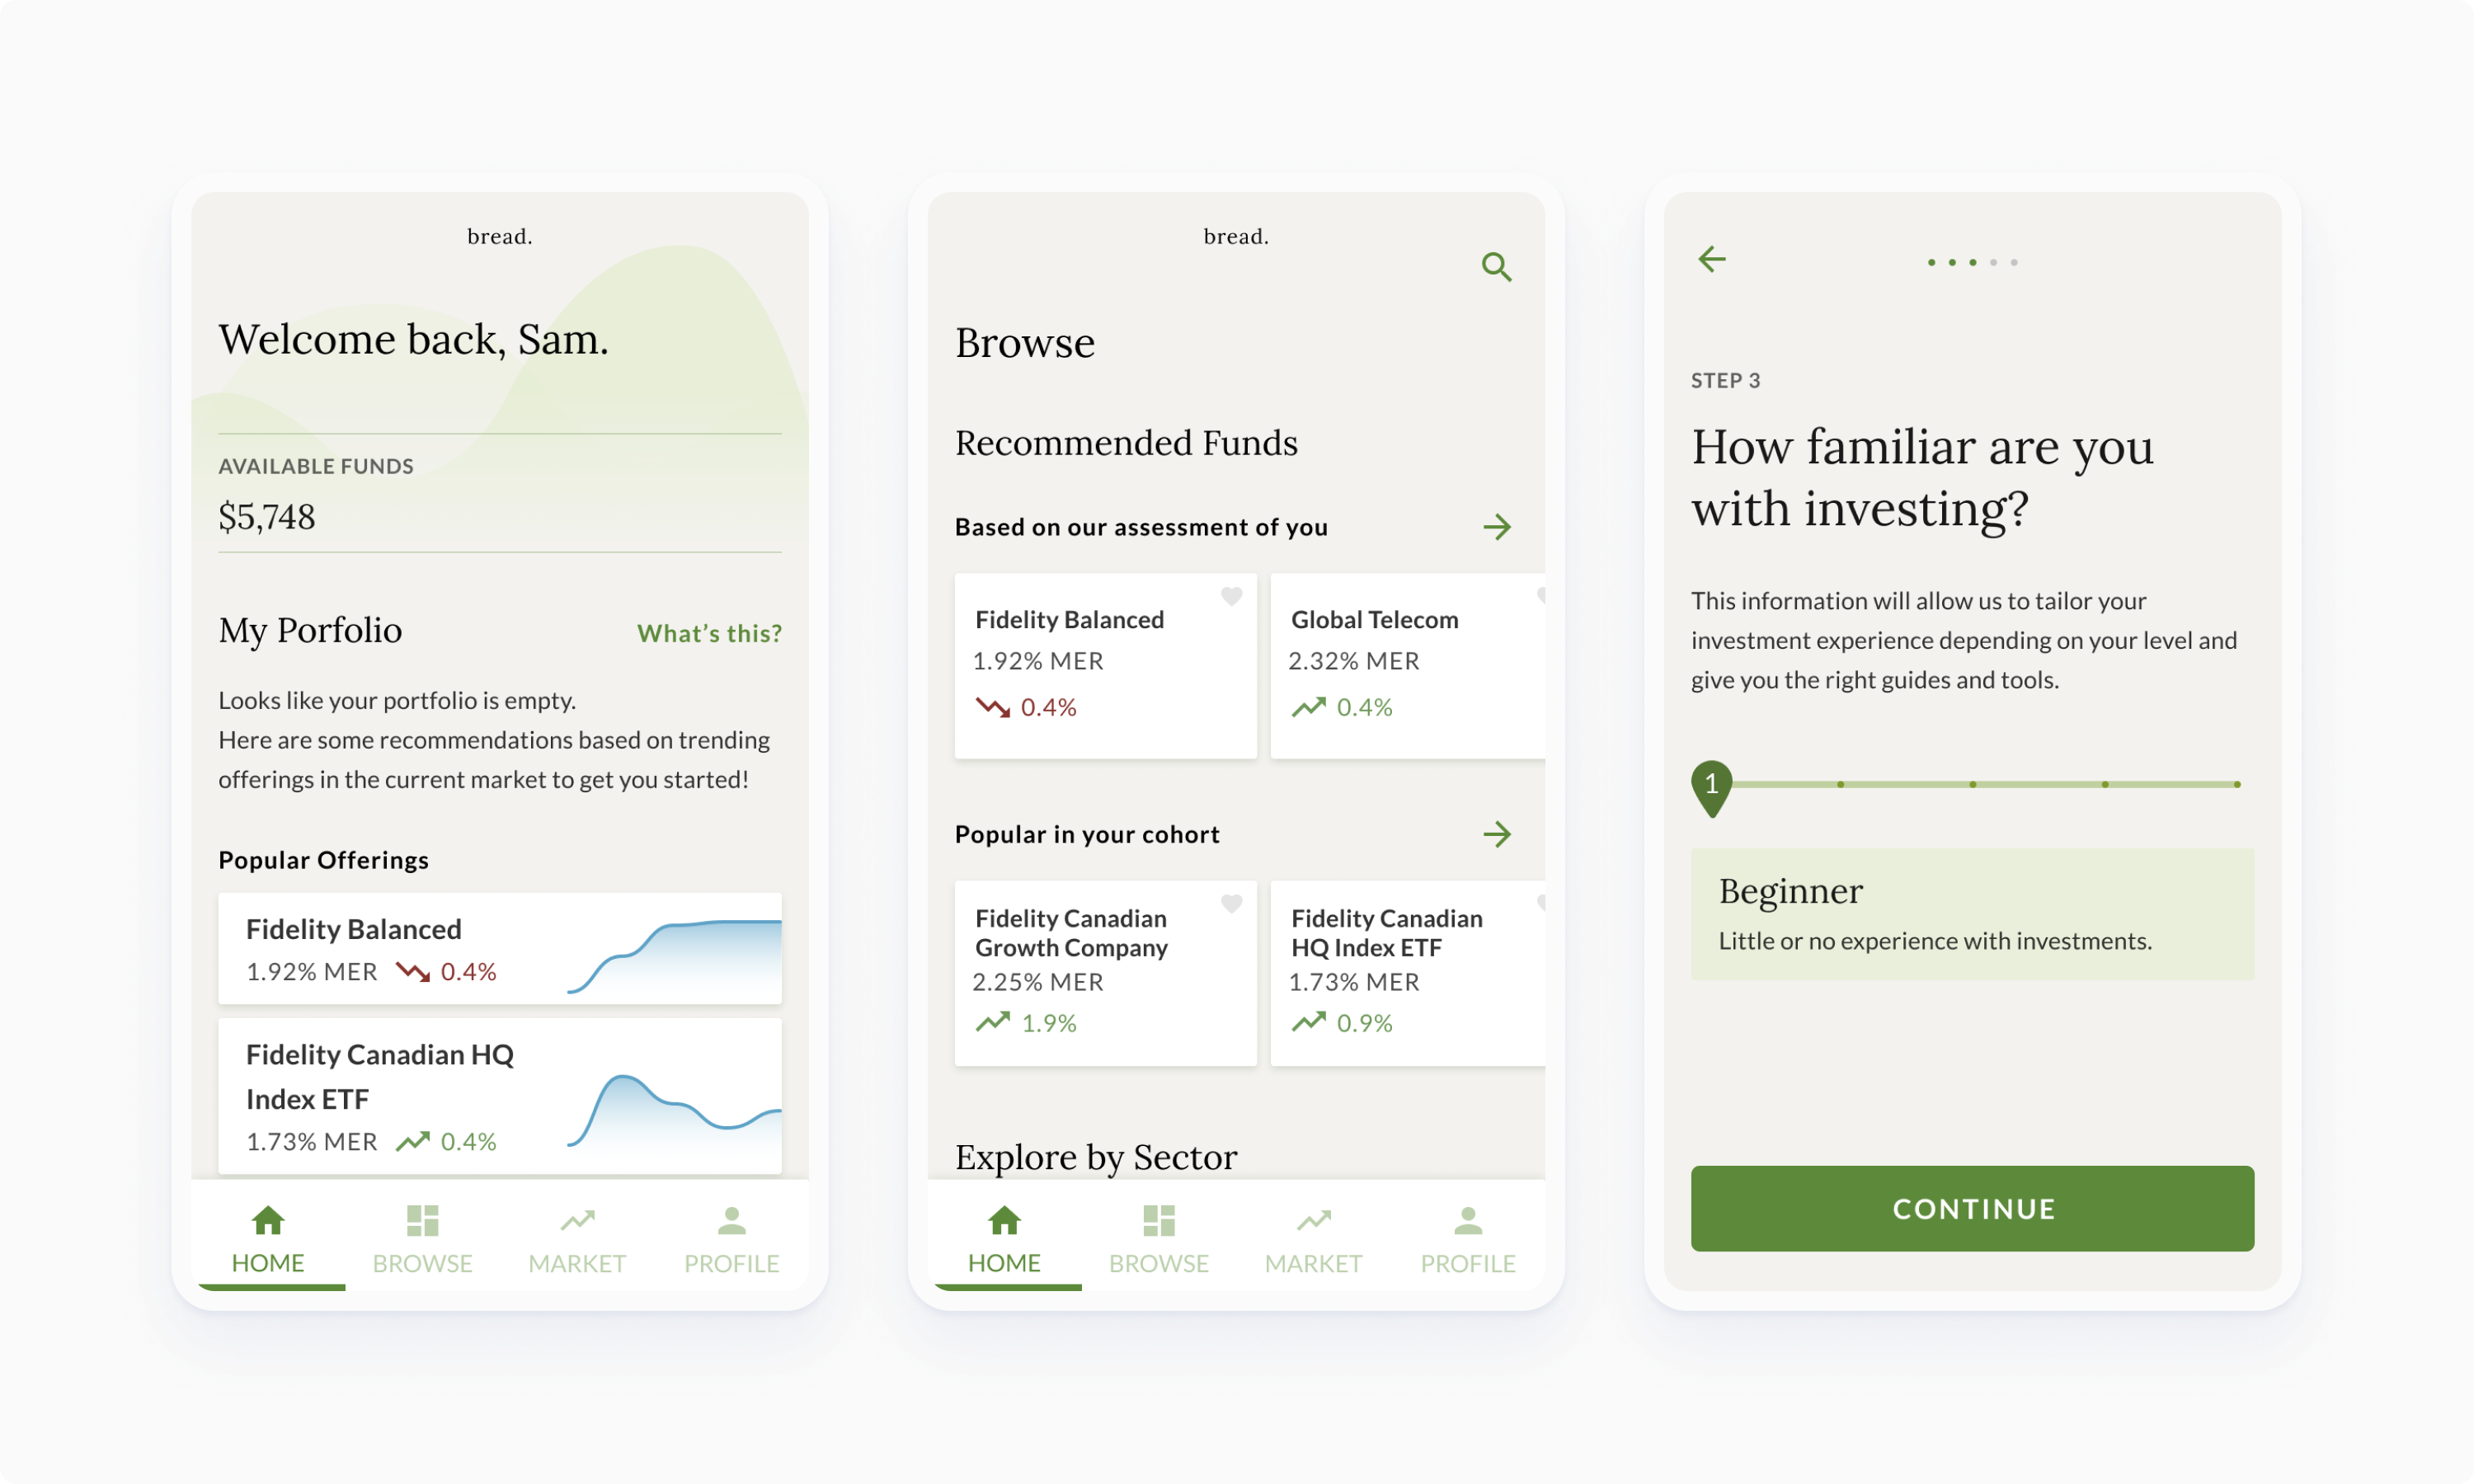 bread.
Welcome back, Sam.
AVAILABLE FUNDS
$5,748
My Porfolio
What’s this?
Looks like your portfolio is empty.
Here are some recommendations based on trending
offerings in the current market to get you started!
Popular Offerings
Fidelity Balanced
1.92% MER 0.4%
Fidelity Canadian HQ
Index ETF
1.73% MER 0.4%
HOME BROWSE MARKET PROFILE
bread.
Browse
Recommended Funds
Based on our assessment of you
Fidelity Balanced
1.92% MER
0.4%
Global Telecom
2.32% MER
0.4%
Popular in your cohort
Fidelity Canadian
Growth Company
2.25% MER
1.9%
Fidelity Canadian
HQ Index ETF
1.73% MER
0.9%
Explore by Sector
HOME BROWSE MARKET PROFILE
STEP 3
How familiar are you
with investing?
This information will allow us to tailor your
investment experience depending on your level and
give you the right guides and tools.
1
Beginner
Little or no experience with investments.
CONTINUE